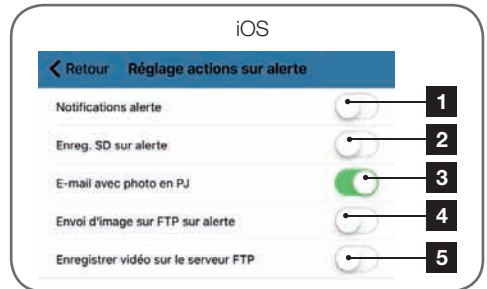 iOS
Retour Réglage actions sur alerte
Notifications alerte 1
Enreg. SD sur alerte 2
E-mail avec photo en PJ 3
Envoi d'image sur FTP sur alerte 4
Enregistrer vidéo sur le serveur FTP 5